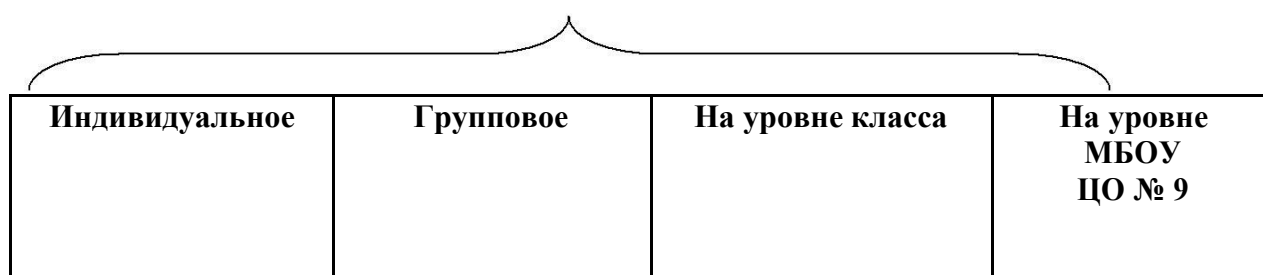 Индивидуальное
Групповое
На уровне класса
На уровне
МБОУ
ЦО № 9